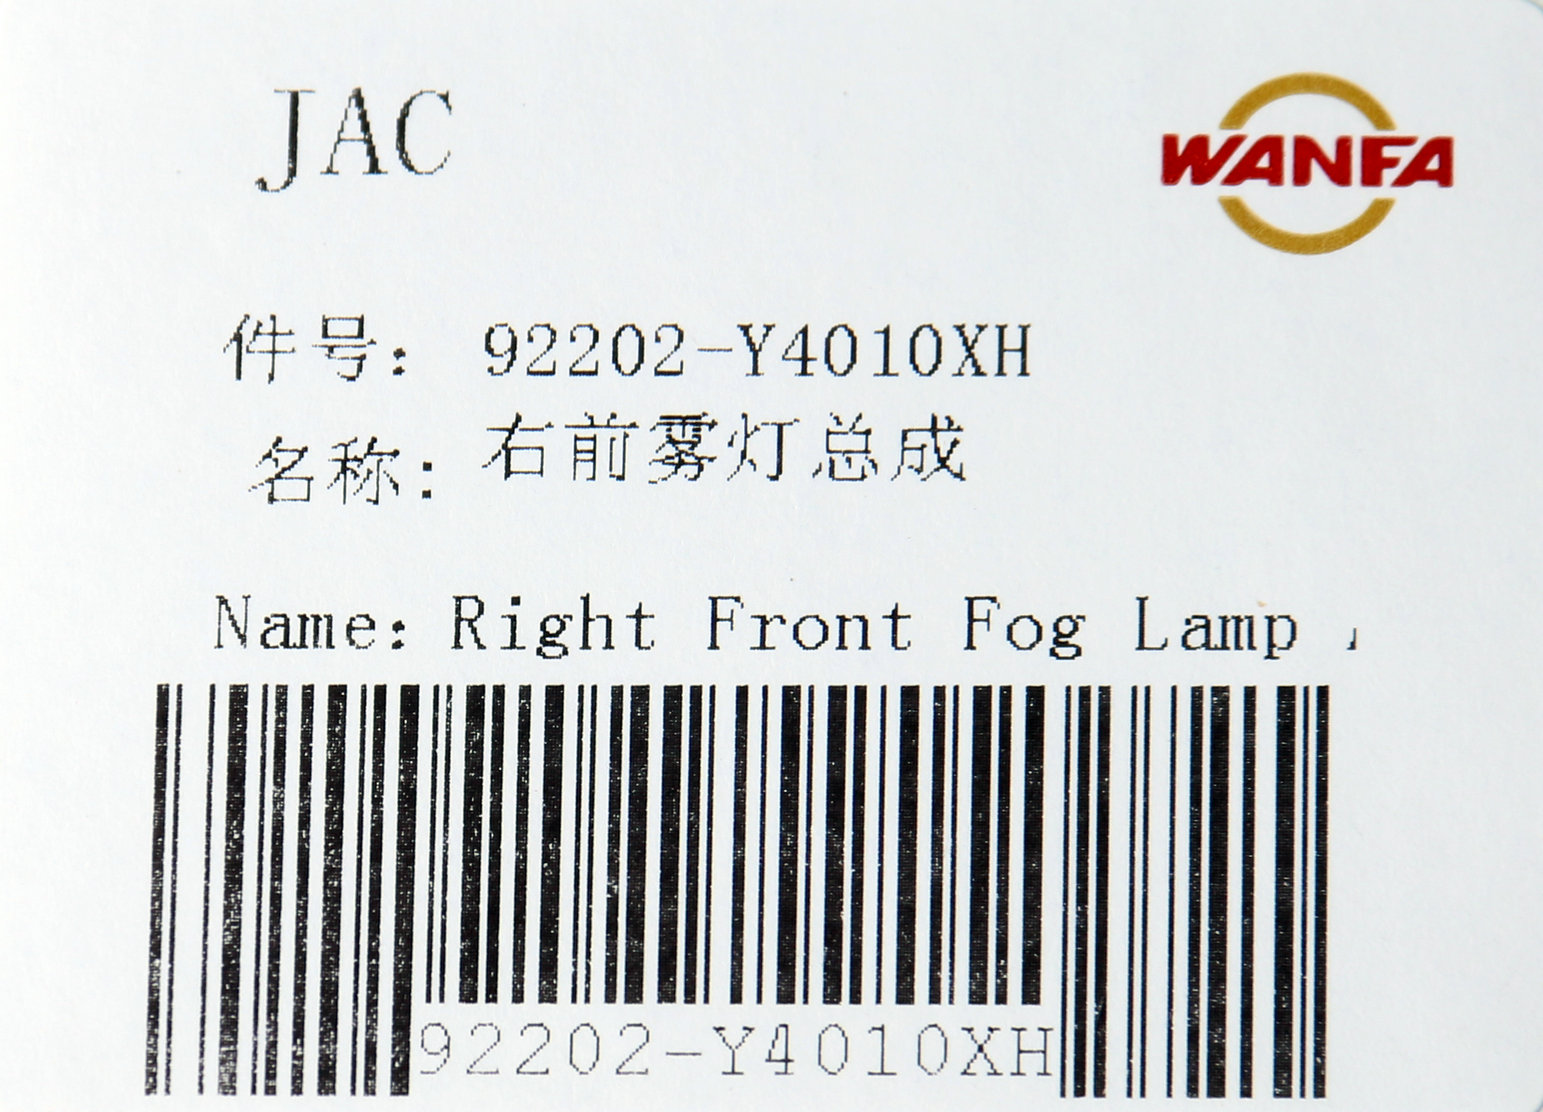 JAC
WANFA
件号: 92202-Y4010XH
名称: 右前雾灯总成
Name: Right Front Fog Lamp
92202-Y4010XH